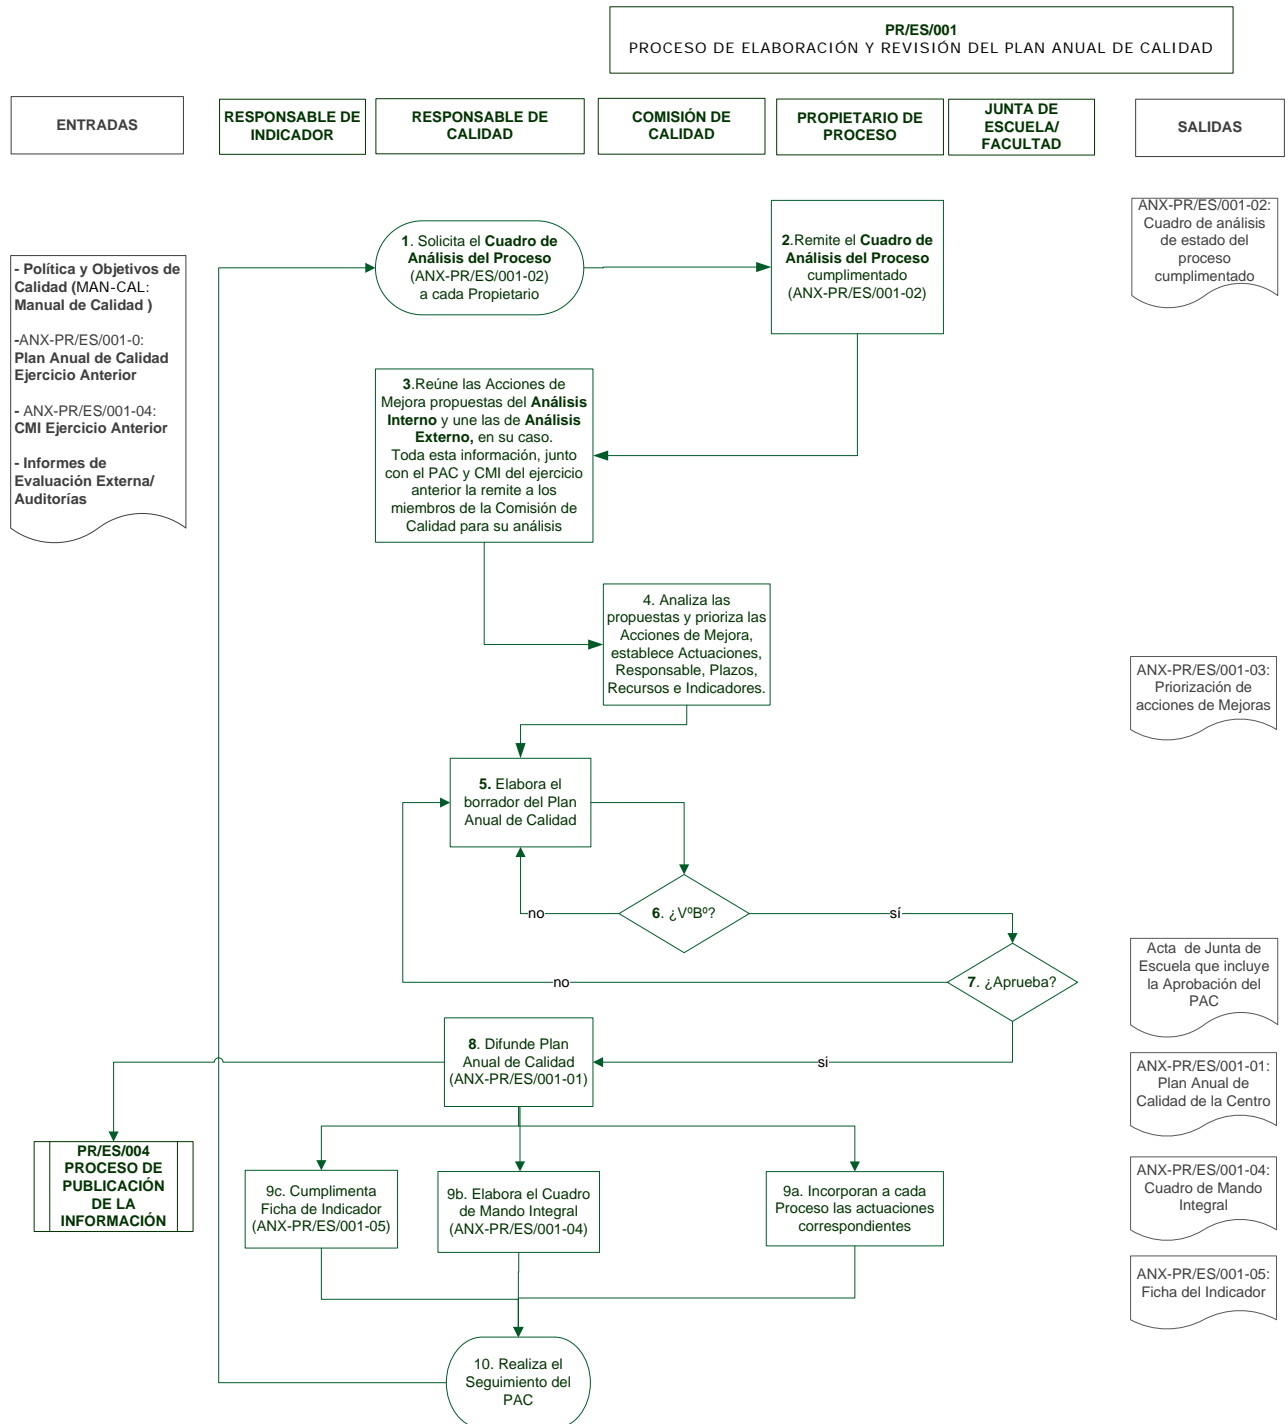 PR/ES/001
PROCESO DE ELABORACIÓN Y REVISIÓN DEL PLAN ANUAL DE CALIDAD
ENTRADAS
RESPONSABLE DE
INDICADOR
RESPONSABLE DE
CALIDAD
COMISIÓN DE
CALIDAD
PROPIETARIO DE
PROCESO
JUNTA DE
ESCUELA/
FACULTAD
SALIDAS
- Política y Objetivos de
Calidad (MAN-CAL:
Manual de Calidad )
-ANX-PR/ES/001-0:
Plan Anual de Calidad
Ejercicio Anterior
- ANX-PR/ES/001-04:
CMI Ejercicio Anterior
- Informes de
Evaluación Externa/
Auditorías
1. Solicita el Cuadro de
Análisis del Proceso
(ANX-PR/ES/001-02)
a cada Propietario
2.Remite el Cuadro de
Análisis del Proceso
cumplimentado
(ANX-PR/ES/001-02)
ANX-PR/ES/001-02:
Cuadro de análisis
de estado del
proceso
cumplimentado
3.Reúne las Acciones de
Mejora propuestas del Análisis
Interno y une las de Análisis
Externo, en su caso.
Toda esta información, junto
con el PAC y CMI del ejercicio
anterior la remite a los
miembros de la Comisión de
Calidad para su análisis
4. Analiza las
propuestas y prioriza las
Acciones de Mejora,
establece Actuaciones,
Responsable, Plazos,
Recursos e Indicadores.
ANX-PR/ES/001-03:
Priorización de
acciones de Mejoras
5. Elabora el
borrador del Plan
Anual de Calidad
6. ¿VºBº?
no
sí
7. ¿Aprueba?
no
si
Acta de Junta de
Escuela que incluye
la Aprobación del
PAC
8. Difunde Plan
Anual de Calidad
(ANX-PR/ES/001-01)
ANX-PR/ES/001-01:
Plan Anual de
Calidad de la Centro
PR/ES/004
PROCESO DE
PUBLICACIÓN
DE LA
INFORMACIÓN
9c. Cumplimenta
Ficha de Indicador
(ANX-PR/ES/001-05)
9b. Elabora el Cuadro
de Mando Integral
(ANX-PR/ES/001-04)
9a. Incorporan a cada
Proceso las actuaciones
correspondientes
ANX-PR/ES/001-04:
Cuadro de Mando
Integral
ANX-PR/ES/001-05:
Ficha del Indicador
10. Realiza el
Seguimiento del
PAC